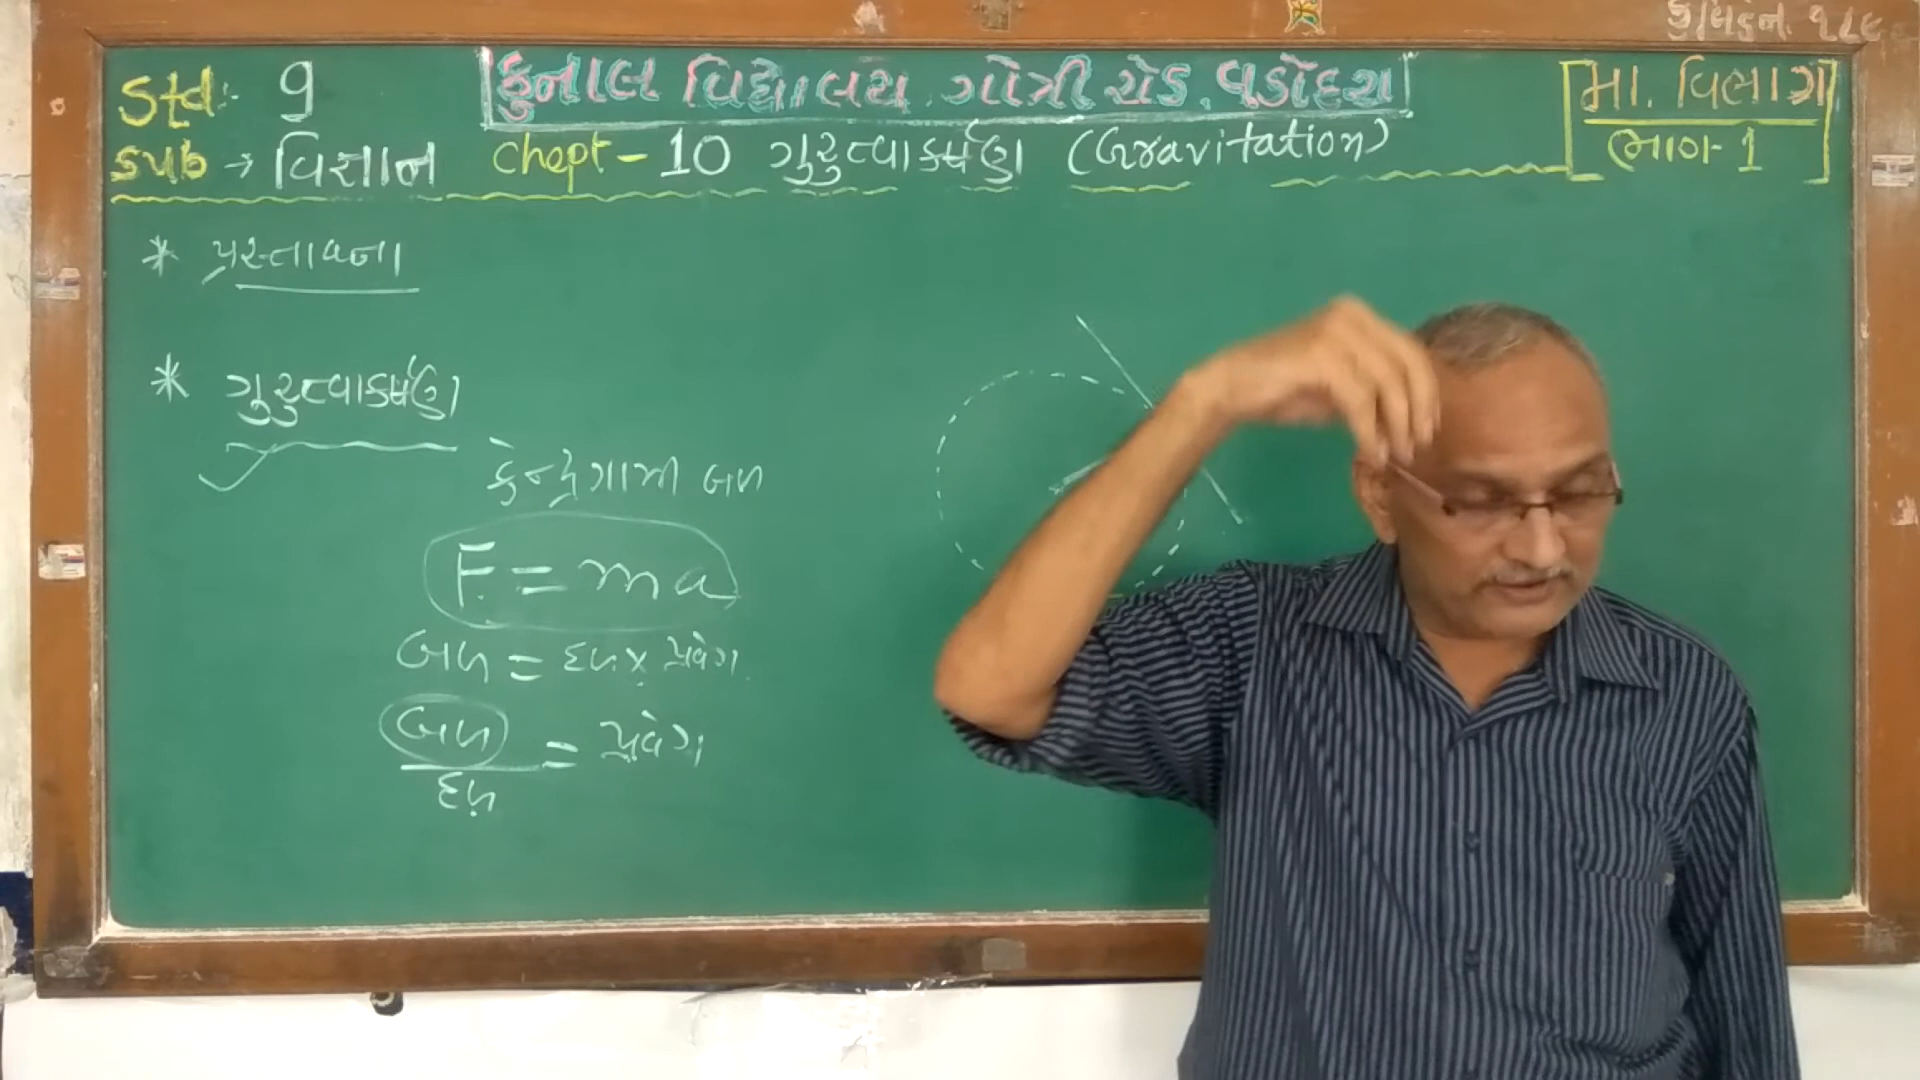 Std:- 9
કુનાલ વિદ્યાલય ગોત્રી રોડ, વડોદરા
મા. વિભાગ
ભાગ-1
Sub → વિજ્ઞાન Chept - 10 ગુરુત્વાકર્ષણ (Gravitation)
* પ્રસ્તાવના
* ગુરુત્વાકર્ષણ
કેન્દ્રગામી બળ
F = ma
બળ = દળ x પ્રવેગ
બળ = પ્રવેગ
દળ